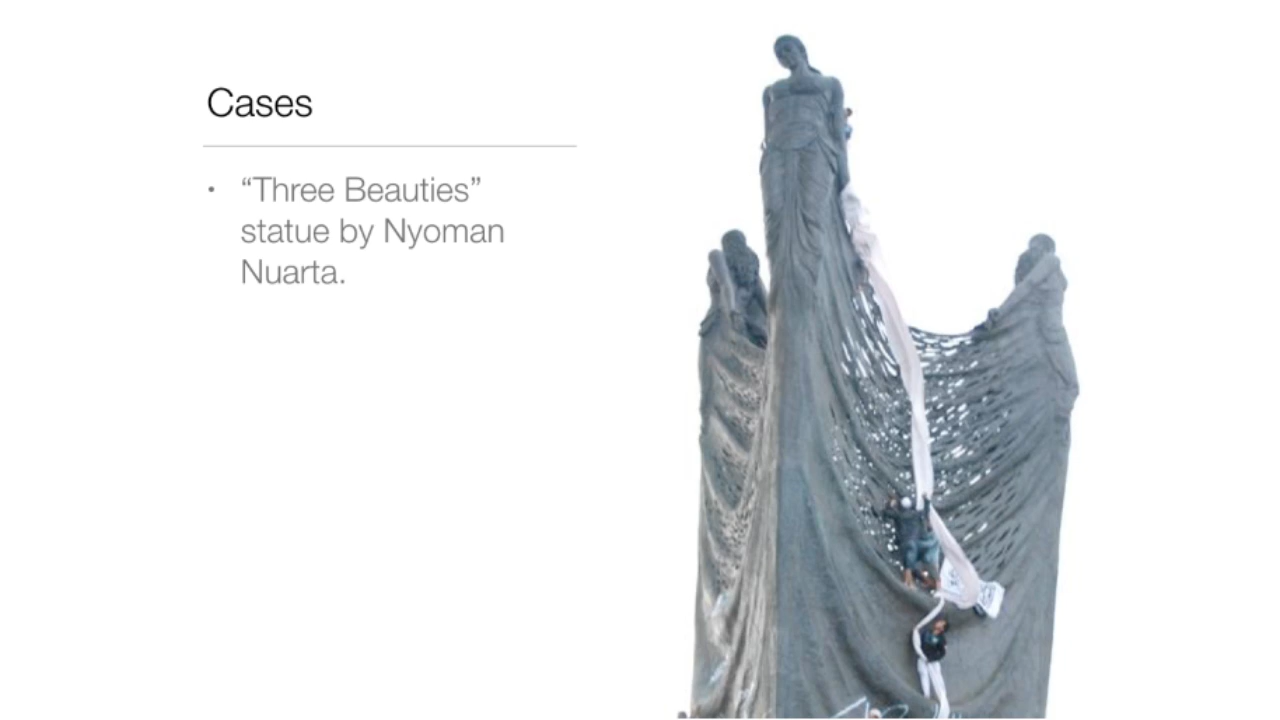 Cases
• “Three Beauties”
statue by Nyoman
Nuarta.